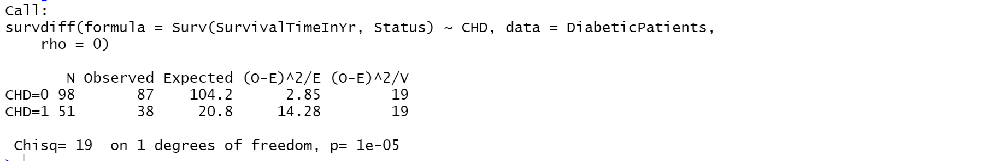 Call:
survdiff(formula = Surv(SurvivalTimeInYr, Status) ~ CHD, data = DiabeticPatients,
    rho = 0)
       N Observed Expected (O-E)^2/E (O-E)^2/V
CHD=0 98       87    104.2      2.85        19
CHD=1 51       38     20.8     14.28        19
 Chisq= 19  on 1 degrees of freedom, p= 1e-05